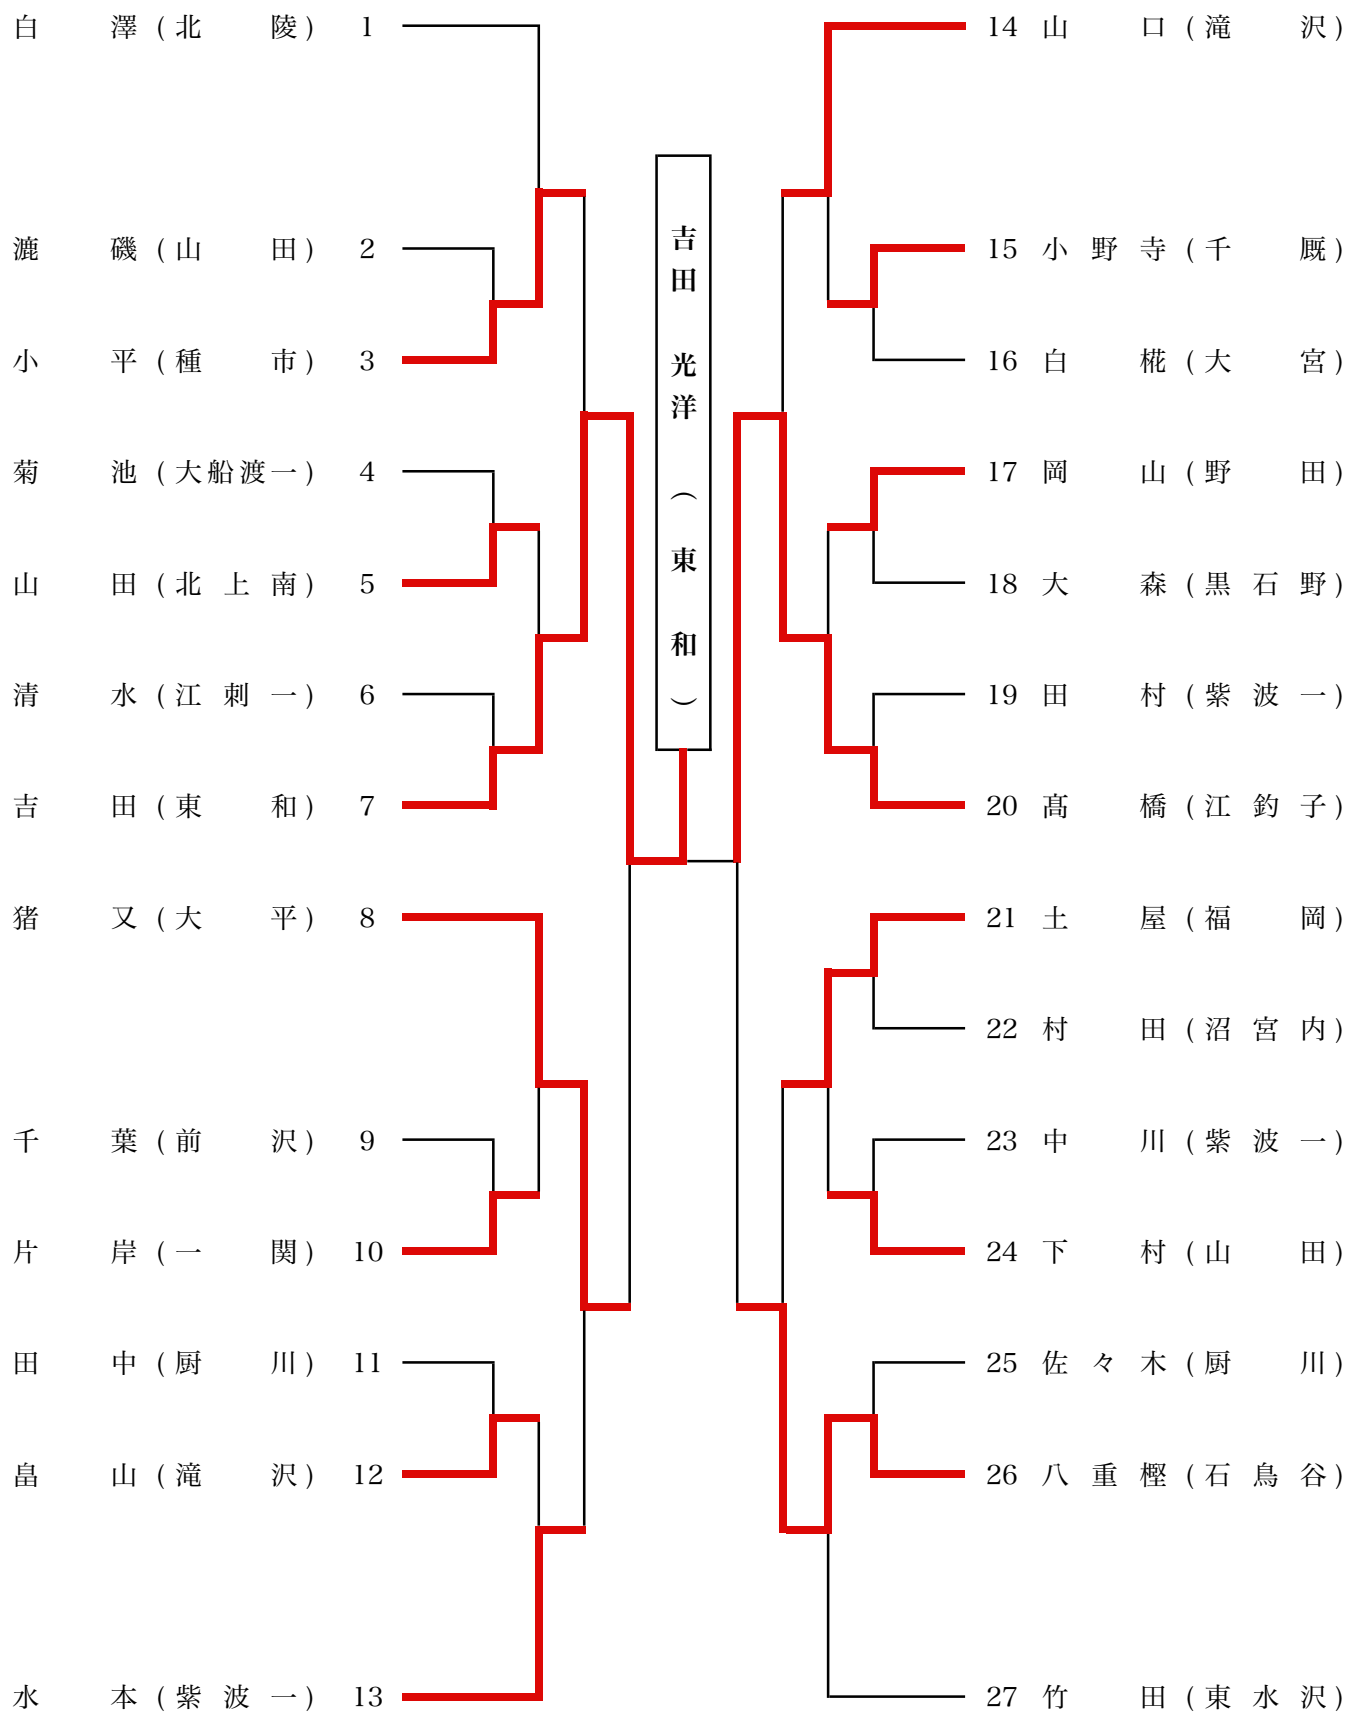 白澤(北陵) 1
漉磯(山田) 2
小平(種市) 3
菊池(大船渡一) 4
山田(北上南) 5
清水(江刺一) 6
吉田(東和) 7
猪又(大平) 8
千葉(前沢) 9
片岸(一関) 10
田中(厨川) 11
畠山(滝沢) 12
水本(紫波一) 13
吉田 光洋 (東 和)
14 山口(滝沢)
15 小野寺(千厩)
16 白椛(大宮)
17 岡山(野田)
18 大森(黒石野)
19 田村(紫波一)
20 髙橋(江釣子)
21 土屋(福岡)
22 村田(沼宮内)
23 中川(紫波一)
24 下村(山田)
25 佐々木(厨川)
26 八重樫(石鳥谷)
27 竹田(東水沢)